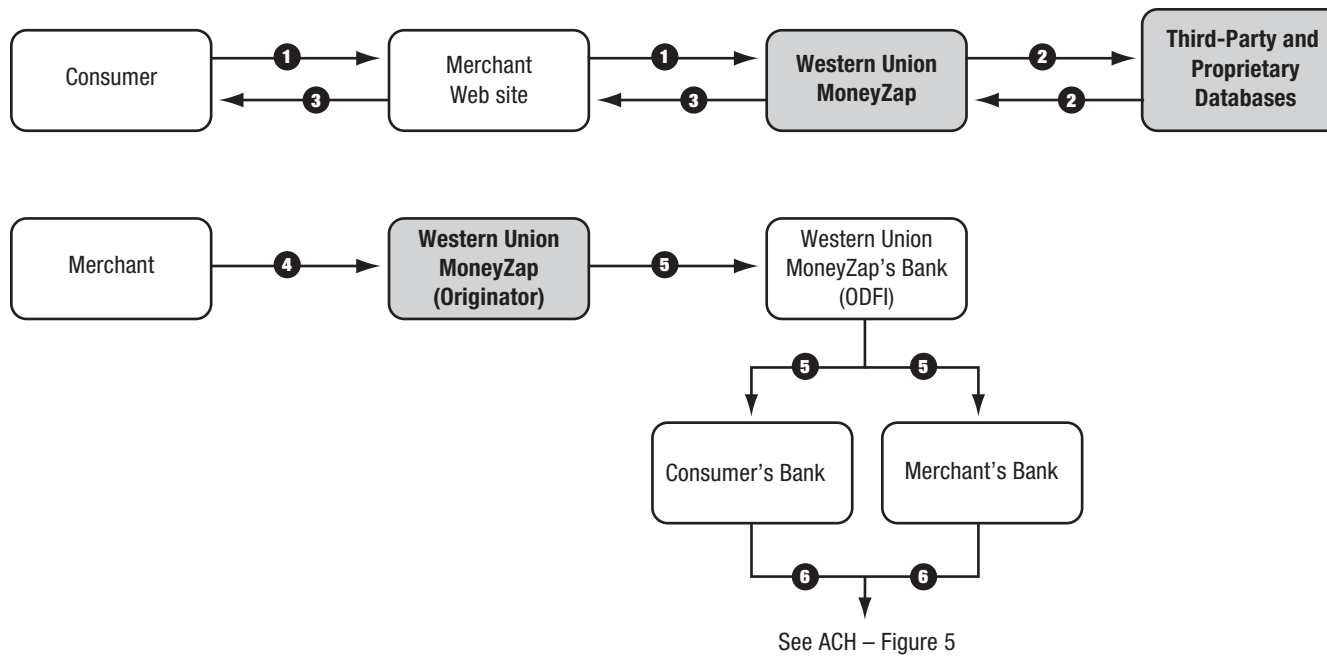 Consumer
1
3
Merchant
Web site
1
3
Western Union
MoneyZap
2
2
Third-Party and
Proprietary
Databases
Merchant
4
Western Union
MoneyZap
(Originator)
5
Western Union
MoneyZap's Bank
(ODFI)
5
5
Consumer's Bank
Merchant's Bank
6
6
See ACH – Figure 5